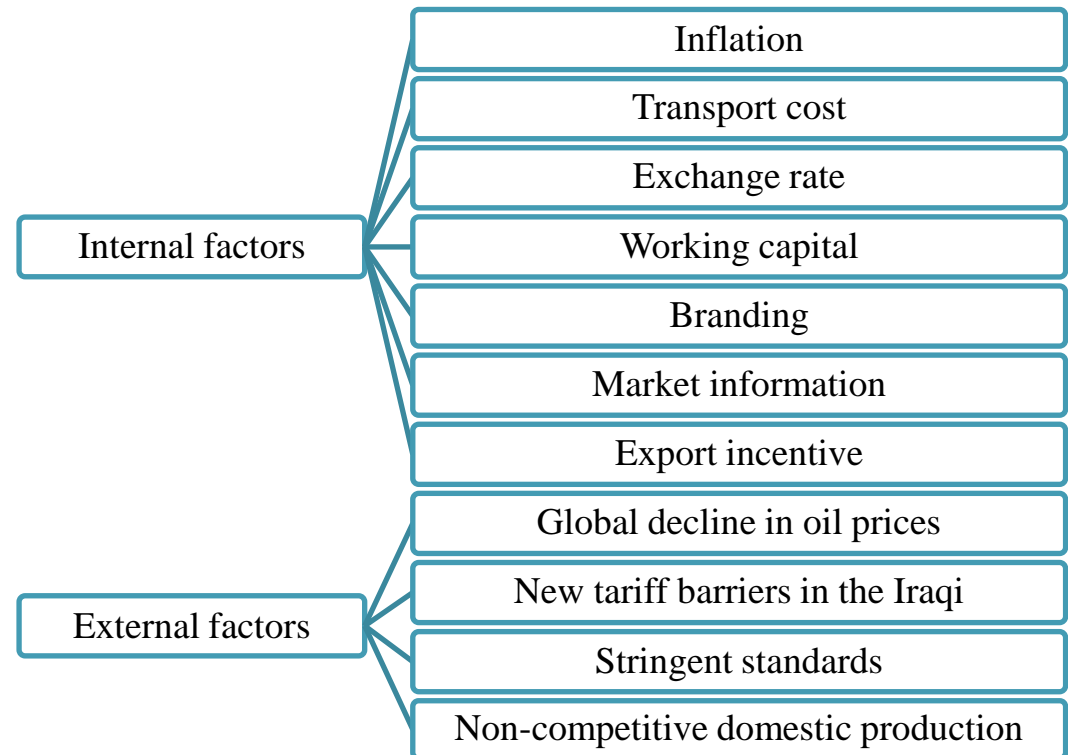 Internal factors
Inflation
Transport cost
Exchange rate
Working capital
Branding
Market information
Export incentive
External factors
Global decline in oil prices
New tariff barriers in the Iraqi
Stringent standards
Non-competitive domestic production